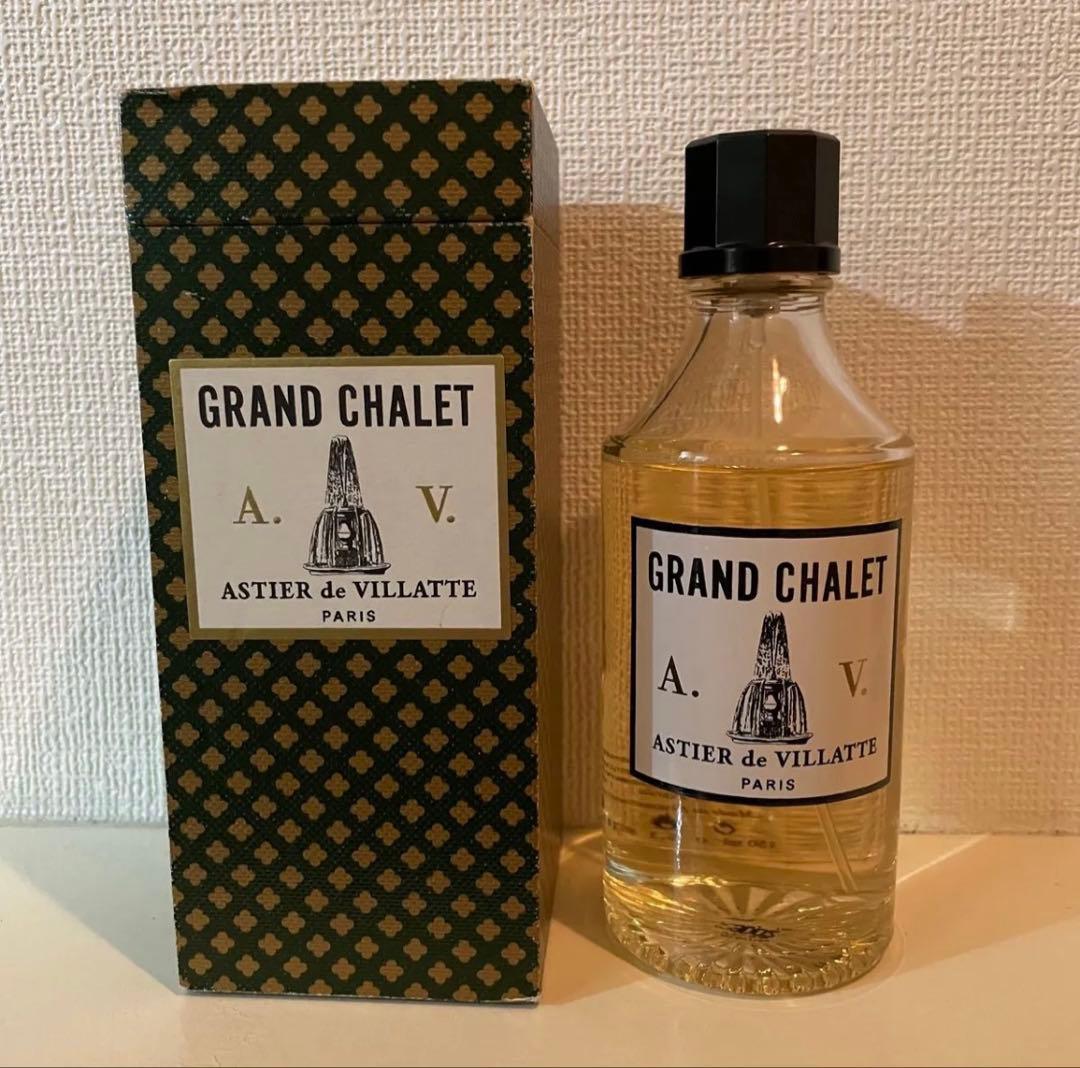 GRAND CHALET
A. V.
ASTIER de VILLATTE
PARIS
GRAND CHALET
A. V.
ASTIER de VILLATTE
PARIS